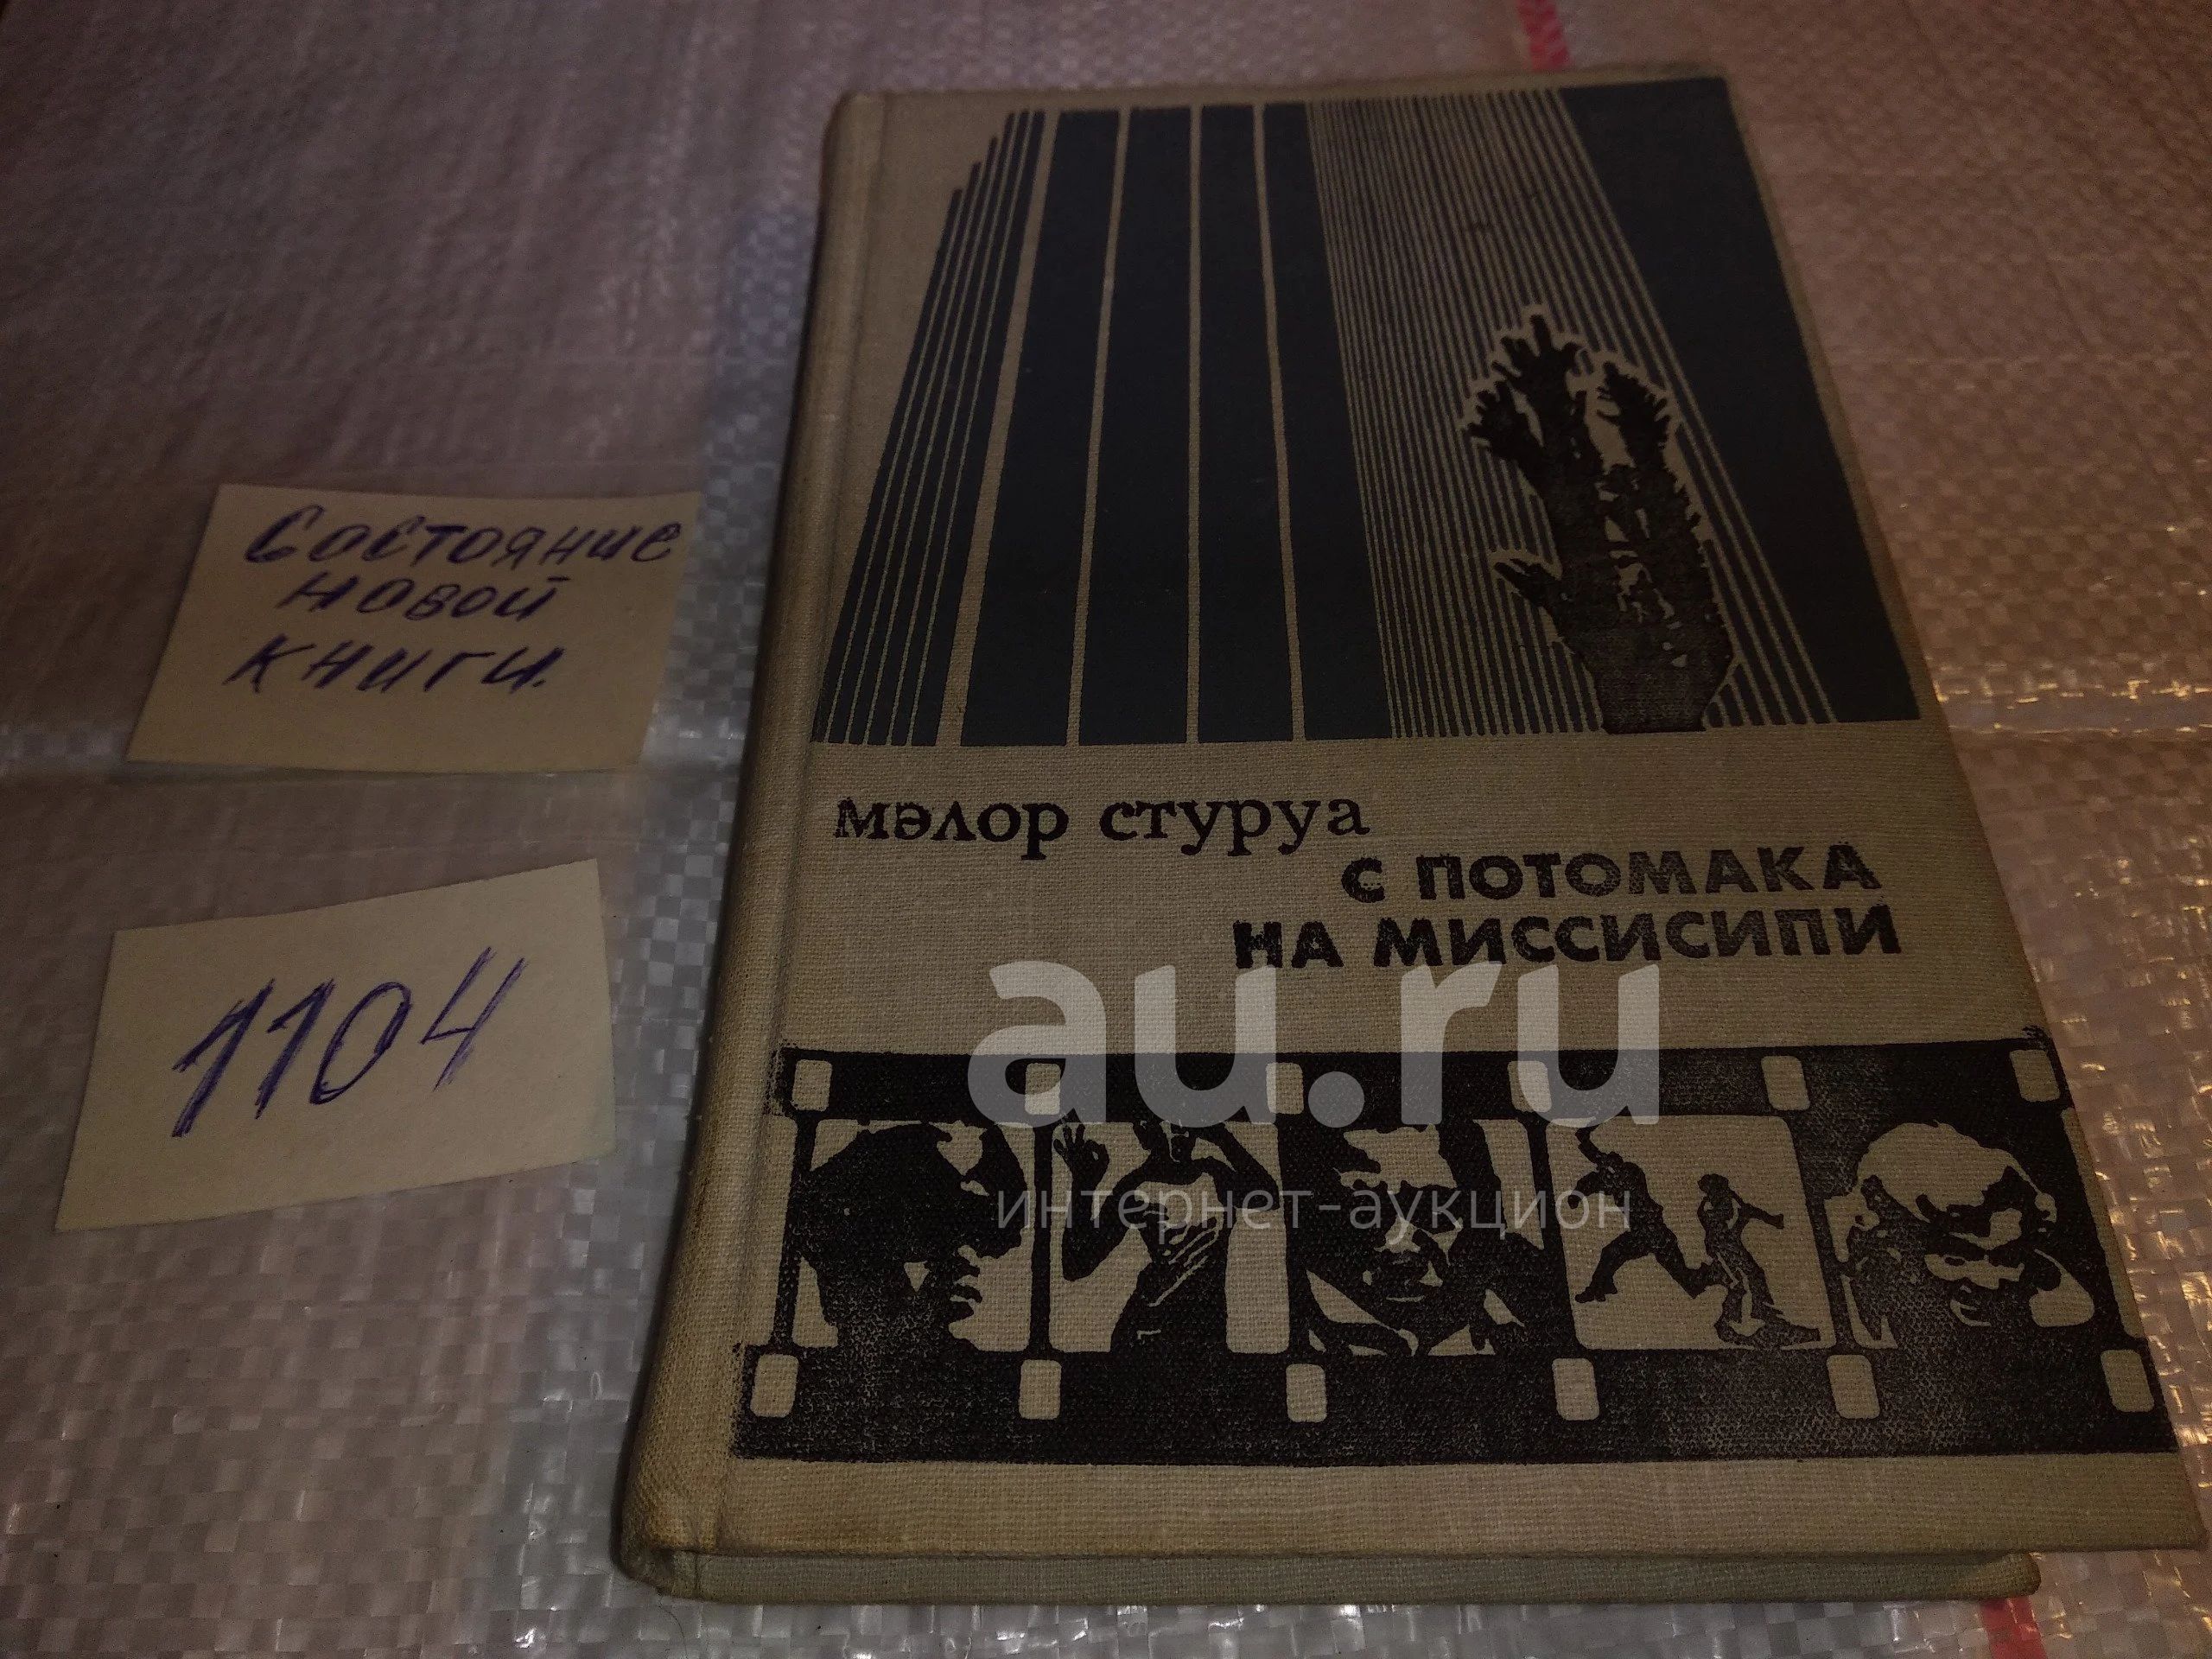 Состояние
новой
книги.
1104
мэлор стуруа
С ПОТОМАКА
НА МИССИСИПИ
au.ru
интернет-аукцион